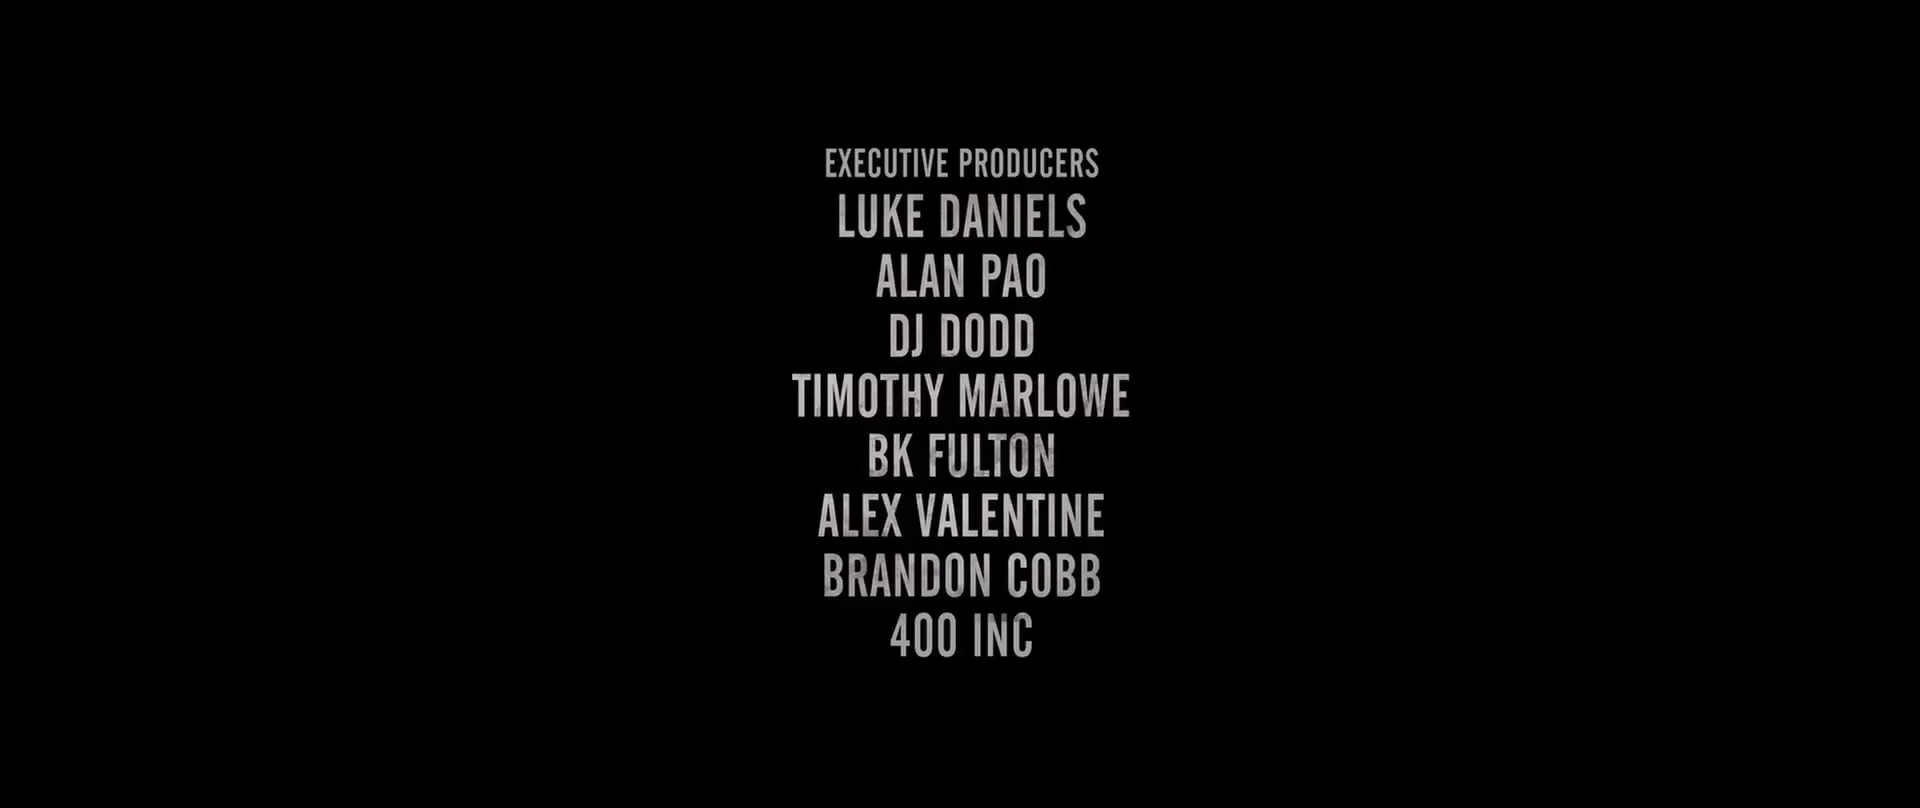 EXECUTIVE PRODUCERS
LUKE DANIELS
ALAN PAO
DJ DODD
TIMOTHY MARLOWE
BK FULTON
ALEX VALENTINE
BRANDON COBB
400 INC